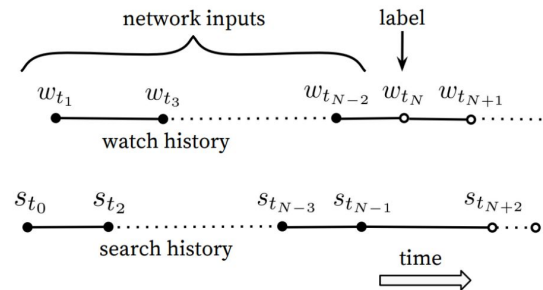 network inputs label
w_{t_1} w_{t_3} w_{t_{N-2}} w_{t_N} w_{t_{N+1}}
watch history
s_{t_0} s_{t_2} s_{t_{N-3}} s_{t_{N-1}} s_{t_{N+2}}
search history
time